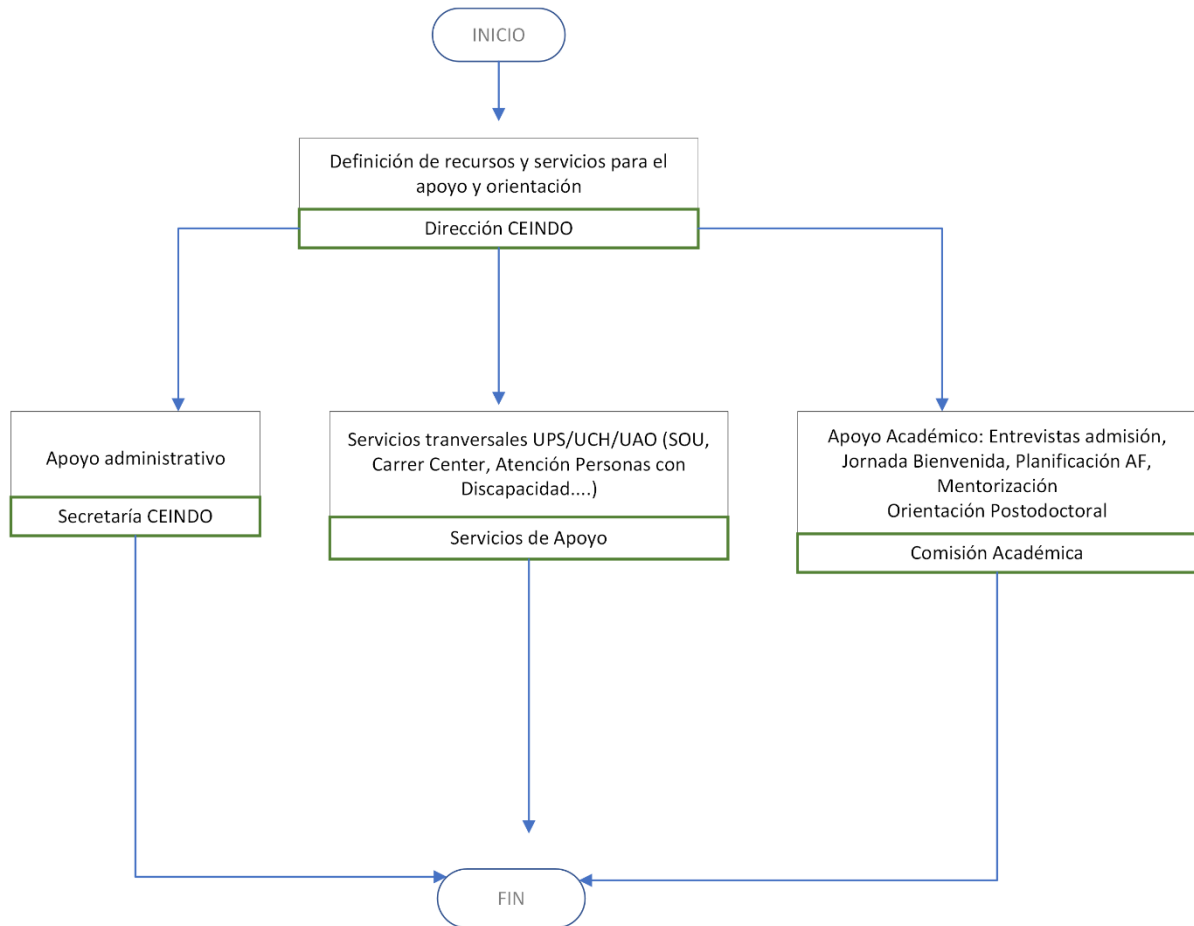 INICIO
Definición de recursos y servicios para el
apoyo y orientación
Dirección CEINDO
Apoyo administrativo
Secretaría CEINDO
Servicios tranversales UPS/UCH/UAO (SOU,
Carrer Center, Atención Personas con
Discapacidad....)
Servicios de Apoyo
Apoyo Académico: Entrevistas admisión,
Jornada Bienvenida, Planificación AF,
Mentorización
Orientación Postodoctoral
Comisión Académica
FIN